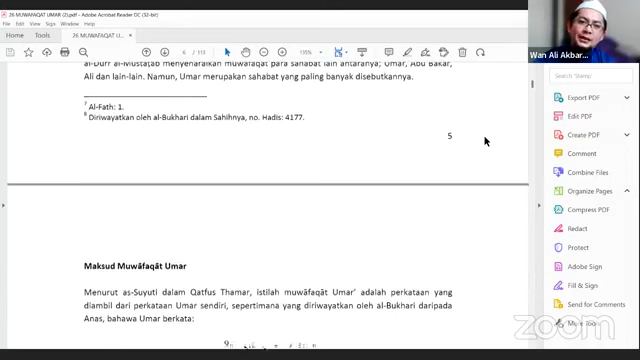 26 MUWAFAQAT UMAR (2).pdf - Adobe Acrobat Reader DC (32-bit)
File Edit View Sign Window Help
Home Tools 26 MUWAFAQAT UM... ×
6 / 113 135%
al-Durr al-Mustatab menyenaraikan muwafaqat para sahabat lain antaranya; Umar, Abu Bakar,
Ali dan lain-lain. Namun, Umar merupakan sahabat yang paling banyak disebutkannya.
7 Al-Fath: 1.
8 Diriwayatkan oleh al-Bukhari dalam Sahihnya, no. Hadis: 4177.
5
Maksud Muwāfaqāt Umar
Menurut as-Suyuti dalam Qatfus Thamar, istilah muwāfaqāt Umar' adalah perkataan yang
diambil dari perkataan Umar sendiri, sepertimana yang diriwayatkan oleh al-Bukhari daripada
Anas, bahawa Umar berkata:
Wan Ali Akbar...
Search 'Stamp'
Export PDF
Edit PDF
Create PDF
Comment
Combine Files
Organize Pages
Compress PDF
Redact
Protect
Adobe Sign
Fill & Sign
Send for Comments
More Tools
zoom